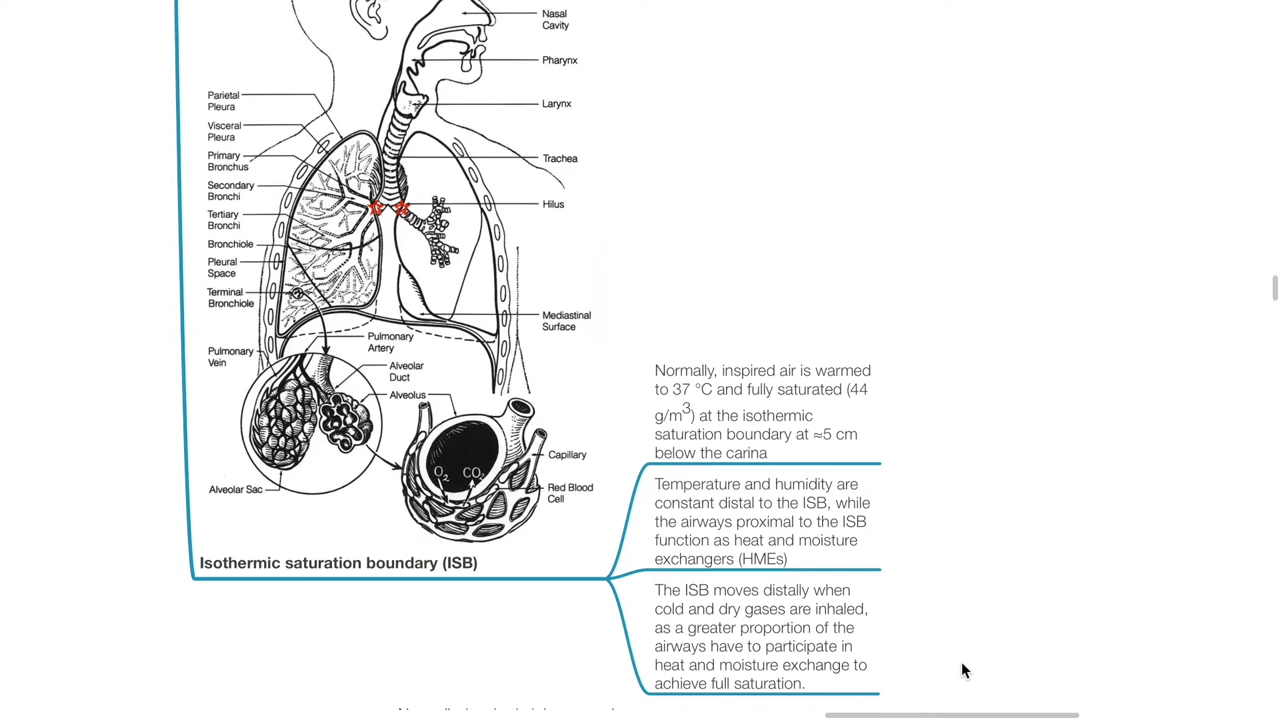 Nasal
Cavity
Pharynx
Larynx
Trachea
Hilus
Mediastinal
Surface
Parietal
Pleura
Visceral
Pleura
Primary
Bronchus
Secondary
Bronchi
Tertiary
Bronchi
Bronchiole
Pleural
Space
Terminal
Bronchiole
Pulmonary
Vein
Pulmonary
Artery
Alveolar
Duct
Alveolus
Alveolar Sac
O2
CO2
Capillary
Red Blood
Cell
Isothermic saturation boundary (ISB)
Normally, inspired air is warmed
to 37 °C and fully saturated (44
g/m³) at the isothermic
saturation boundary at ≈5 cm
below the carina
Temperature and humidity are
constant distal to the ISB, while
the airways proximal to the ISB
function as heat and moisture
exchangers (HMEs)
The ISB moves distally when
cold and dry gases are inhaled,
as a greater proportion of the
airways have to participate in
heat and moisture exchange to
achieve full saturation.